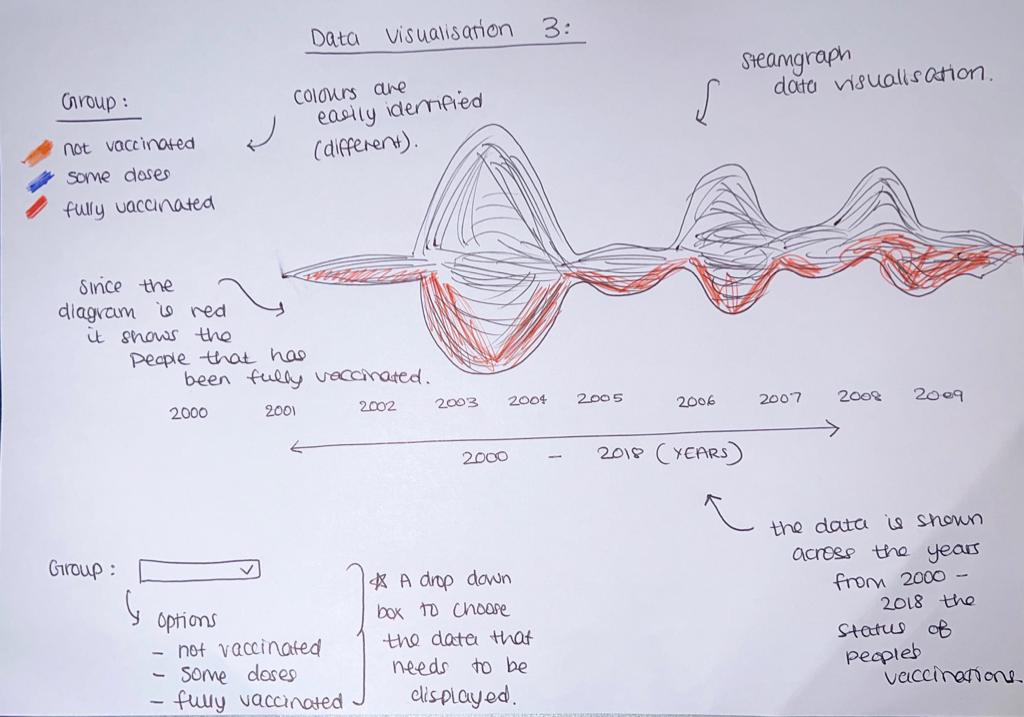 Data Visualisation 3:
Group:
not vaccinated
some doses
fully vaccinated
colours are
easily identified
(different).
Steamgraph
data visualisation.
since the
diagram is red
it shows the
people that has
been fully vaccinated.
2000 2001 2002 2003 2004 2005 2006 2007 2008 2009
2000 - 2018 (YEARS)
the data is shown
across the years
from 2000 -
2018 the
status of
people's
vaccinations.
Group:
Options
- not vaccinated
- some doses
- fully vaccinated
* A drop down
box to choose
the data that
needs to be
displayed.